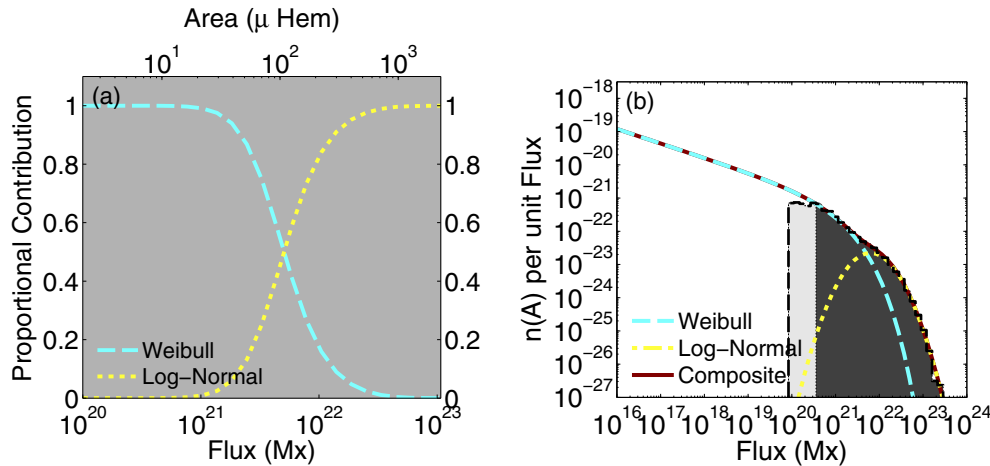 Area (μ Hem)
10^1 10^2 10^3
(a)
Proportional Contribution
1
0.8
0.6
0.4
0.2
0
1
0.8
0.6
0.4
0.2
0
Weibull
Log-Normal
10^20 10^21 10^22 10^23
Flux (Mx)
(b)
n(A) per unit Flux
10^-18
10^-19
10^-20
10^-21
10^-22
10^-23
10^-24
10^-25
10^-26
10^-27
Weibull
Log-Normal
Composite
10^16 10^17 10^18 10^19 10^20 10^21 10^22 10^23 10^24
Flux (Mx)